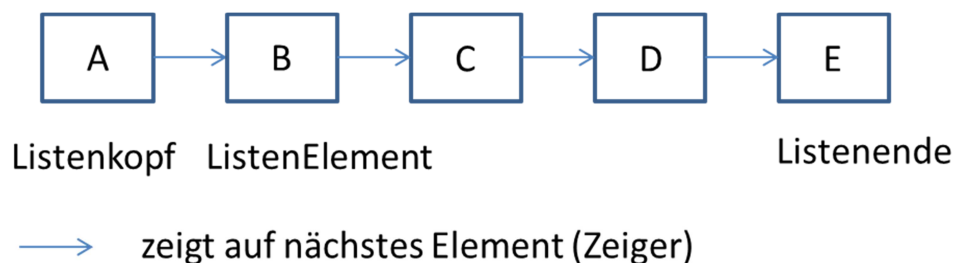 A B C D E
Listenkopf ListenElement Listenende
zeigt auf nächstes Element (Zeiger)